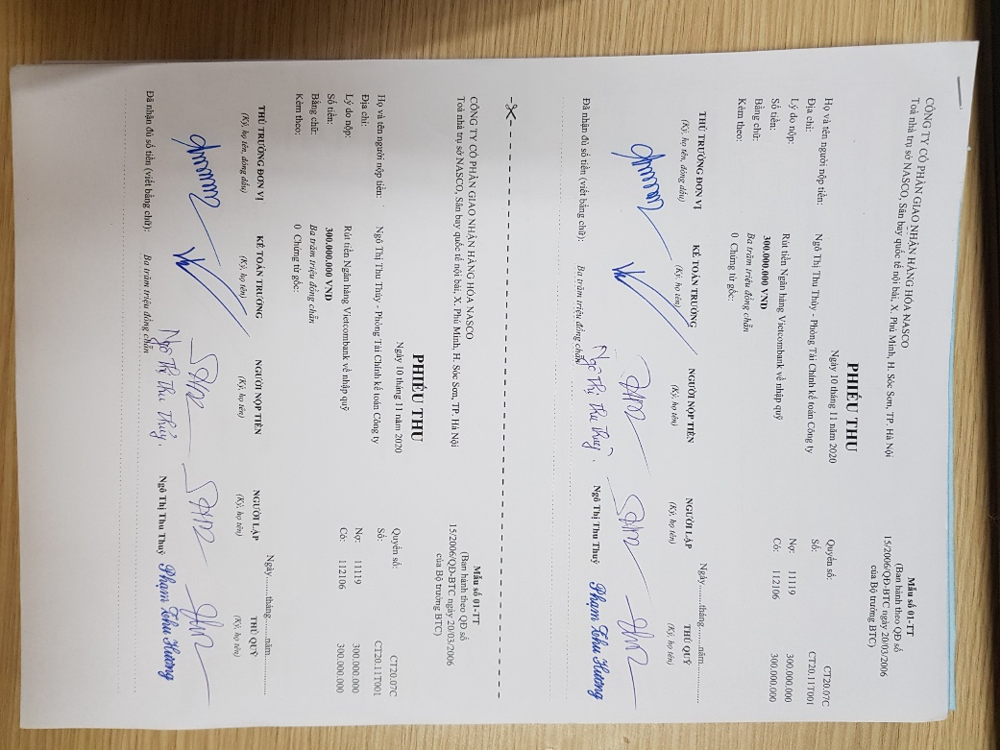 CÔNG TY CỔ PHẦN GIAO NHẬN HÀNG HÓA NASCO
Toà nhà trụ sở NASCO, Sân bay quốc tế nội bài, X. Phú Minh, H. Sóc Sơn, TP. Hà Nội
Mẫu số 01-TT
(Ban hành theo QĐ số
15/2006/QĐ-BTC ngày 20/03/2006
của Bộ trưởng BTC)
PHIẾU THU
Ngày 10 tháng 11 năm 2020
Quyển số: CT20.07C
Số: CT20.11T001
Nợ: 11119 300.000.000
Có: 112106 300.000.000
Họ và tên người nộp tiền: Ngô Thị Thu Thủy - Phòng Tài Chính kế toán Công ty
Địa chỉ:
Lý do nộp: Rút tiền Ngân hàng Vietcombank về nhập quỹ
Số tiền: 300.000.000 VND
Bằng chữ: Ba trăm triệu đồng chẵn
Kèm theo: 0 Chứng từ gốc:
Ngày.........tháng.........năm.............
THỦ TRƯỞNG ĐƠN VỊ KẾ TOÁN TRƯỞNG NGƯỜI NỘP TIỀN NGƯỜI LẬP THỦ QUỸ
(Ký, họ tên, đóng dấu) (Ký, họ tên) (Ký, họ tên) (Ký, họ tên) (Ký, họ tên)
Ngô Thị Thu Thuỷ. Ngô Thị Thu Thuỷ Phạm Thu Hương
Đã nhận đủ số tiền (viết bằng chữ): Ba trăm triệu đồng chẵn
CÔNG TY CỔ PHẦN GIAO NHẬN HÀNG HÓA NASCO
Toà nhà trụ sở NASCO, Sân bay quốc tế nội bài, X. Phú Minh, H. Sóc Sơn, TP. Hà Nội
Mẫu số 01-TT
(Ban hành theo QĐ số
15/2006/QĐ-BTC ngày 20/03/2006
của Bộ trưởng BTC)
PHIẾU THU
Ngày 10 tháng 11 năm 2020
Quyển số: CT20.07C
Số: CT20.11T001
Nợ: 11119 300.000.000
Có: 112106 300.000.000
Họ và tên người nộp tiền: Ngô Thị Thu Thủy - Phòng Tài Chính kế toán Công ty
Địa chỉ:
Lý do nộp: Rút tiền Ngân hàng Vietcombank về nhập quỹ
Số tiền: 300.000.000 VND
Bằng chữ: Ba trăm triệu đồng chẵn
Kèm theo: 0 Chứng từ gốc:
Ngày.........tháng.........năm.............
THỦ TRƯỞNG ĐƠN VỊ KẾ TOÁN TRƯỞNG NGƯỜI NỘP TIỀN NGƯỜI LẬP THỦ QUỸ
(Ký, họ tên, đóng dấu) (Ký, họ tên) (Ký, họ tên) (Ký, họ tên) (Ký, họ tên)
Ngô Thị Thu Thủy. Ngô Thị Thu Thuỷ Phạm Thu Hương
Đã nhận đủ số tiền (viết bằng chữ): Ba trăm triệu đồng chẵn